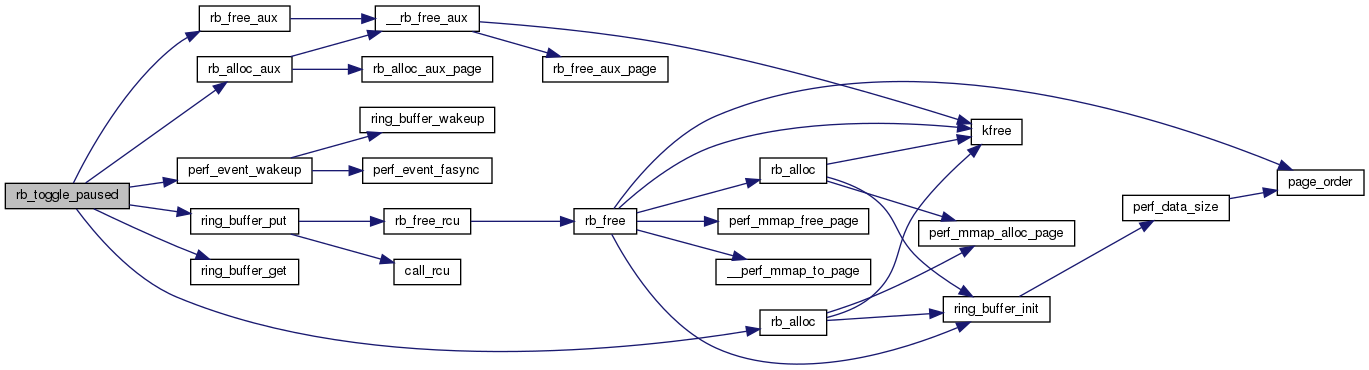 rb_toggle_paused
rb_free_aux
rb_alloc_aux
perf_event_wakeup
ring_buffer_put
ring_buffer_get
__rb_free_aux
rb_alloc_aux_page
ring_buffer_wakeup
perf_event_fasync
rb_free_rcu
call_rcu
rb_free_aux_page
rb_free
rb_alloc
perf_mmap_free_page
__perf_mmap_to_page
rb_alloc
kfree
perf_mmap_alloc_page
ring_buffer_init
perf_data_size
page_order